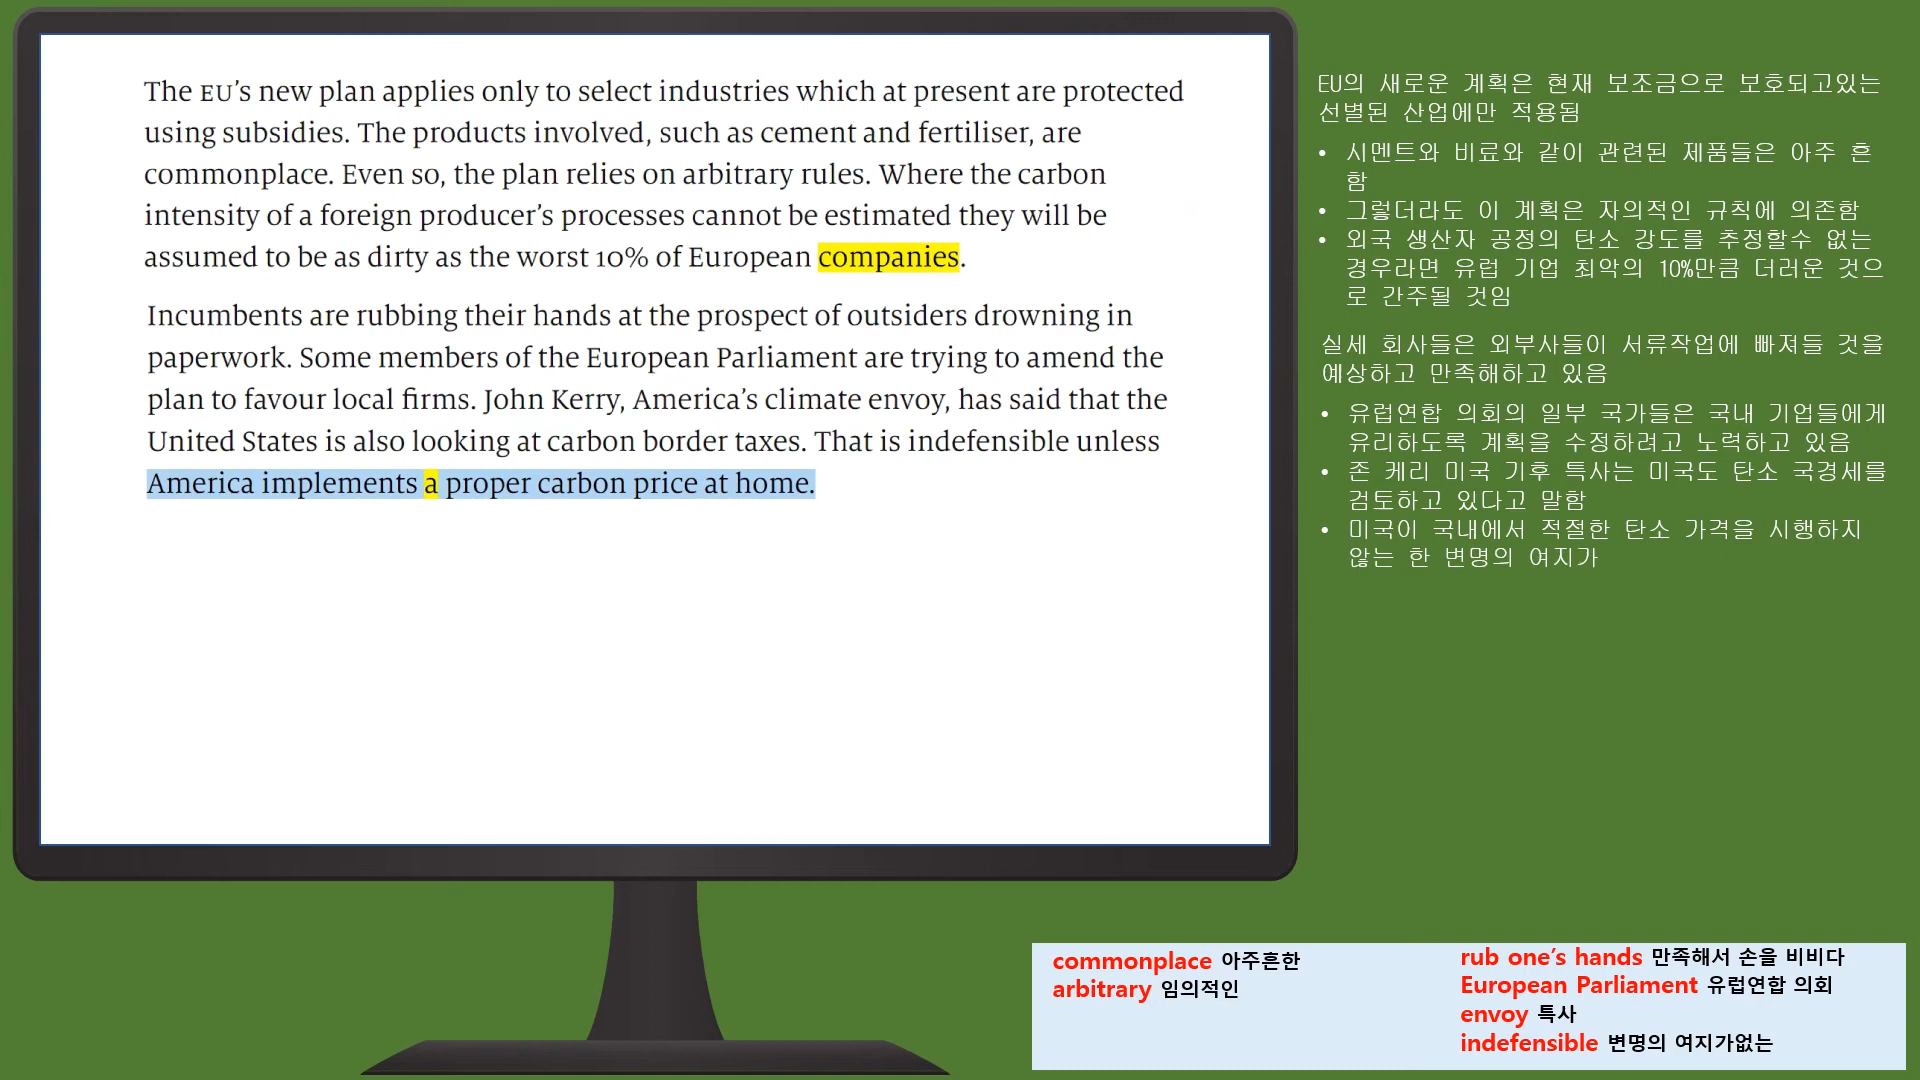 The EU’s new plan applies only to select industries which at present are protected
using subsidies. The products involved, such as cement and fertiliser, are
commonplace. Even so, the plan relies on arbitrary rules. Where the carbon
intensity of a foreign producer’s processes cannot be estimated they will be
assumed to be as dirty as the worst 10% of European companies.
Incumbents are rubbing their hands at the prospect of outsiders drowning in
paperwork. Some members of the European Parliament are trying to amend the
plan to favour local firms. John Kerry, America’s climate envoy, has said that the
United States is also looking at carbon border taxes. That is indefensible unless
America implements a proper carbon price at home.
EU의 새로운 계획은 현재 보조금으로 보호되고있는
선별된 산업에만 적용됨
• 시멘트와 비료와 같이 관련된 제품들은 아주 흔
함
• 그렇더라도 이 계획은 자의적인 규칙에 의존함
• 외국 생산자 공정의 탄소 강도를 추정할수 없는
경우라면 유럽 기업 최악의 10%만큼 더러운 것으
로 간주될 것임
실세 회사들은 외부사들이 서류작업에 빠져들 것을
예상하고 만족해하고 있음
• 유럽연합 의회의 일부 국가들은 국내 기업들에게
유리하도록 계획을 수정하려고 노력하고 있음
• 존 케리 미국 기후 특사는 미국도 탄소 국경세를
검토하고 있다고 말함
• 미국이 국내에서 적절한 탄소 가격을 시행하지
않는 한 변명의 여지가
commonplace 아주흔한
arbitrary 임의적인
rub one’s hands 만족해서 손을 비비다
European Parliament 유럽연합 의회
envoy 특사
indefensible 변명의 여지가없는